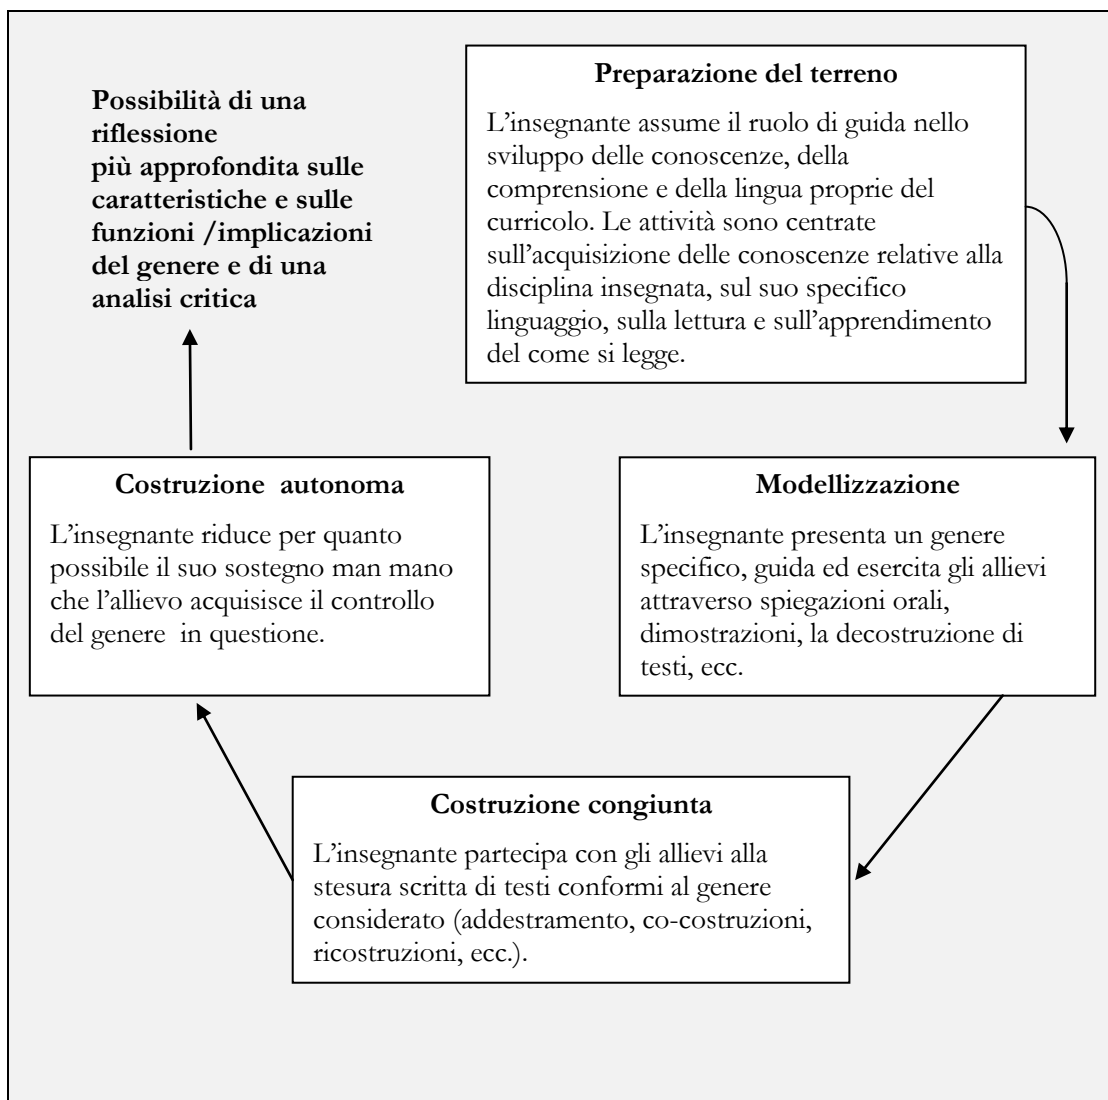 Preparazione del terreno
L’insegnante assume il ruolo di guida nello
sviluppo delle conoscenze, della
comprensione e della lingua proprie del
curricolo. Le attività sono centrate
sull’acquisizione delle conoscenze relative alla
disciplina insegnata, sul suo specifico
linguaggio, sulla lettura e sull’apprendimento
del come si legge.
Modellizzazione
L’insegnante presenta un genere
specifico, guida ed esercita gli allievi
attraverso spiegazioni orali,
dimostrazioni, la decostruzione di
testi, ecc.
Costruzione congiunta
L’insegnante partecipa con gli allievi alla
stesura scritta di testi conformi al genere
considerato (addestramento, co-costruzioni,
ricostruzioni, ecc.).
Costruzione autonoma
L’insegnante riduce per quanto
possibile il suo sostegno man mano
che l’allievo acquisisce il controllo
del genere in questione.
Possibilità di una
riflessione
più approfondita sulle
caratteristiche e sulle
funzioni /implicazioni
del genere e di una
analisi critica